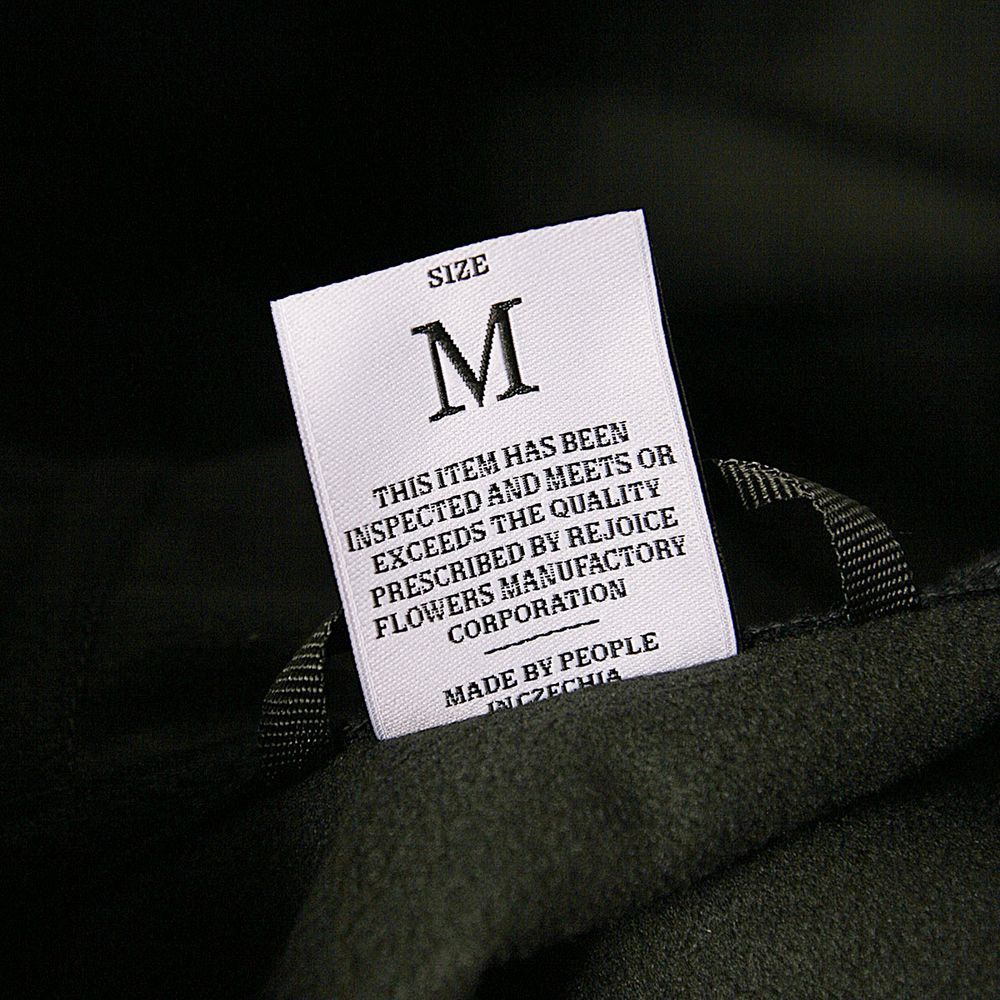 SIZE
M
THIS ITEM HAS BEEN
INSPECTED AND MEETS OR
EXCEEDS THE QUALITY
PRESCRIBED BY REJOICE
FLOWERS MANUFACTORY
CORPORATION
MADE BY PEOPLE
IN CZECHIA